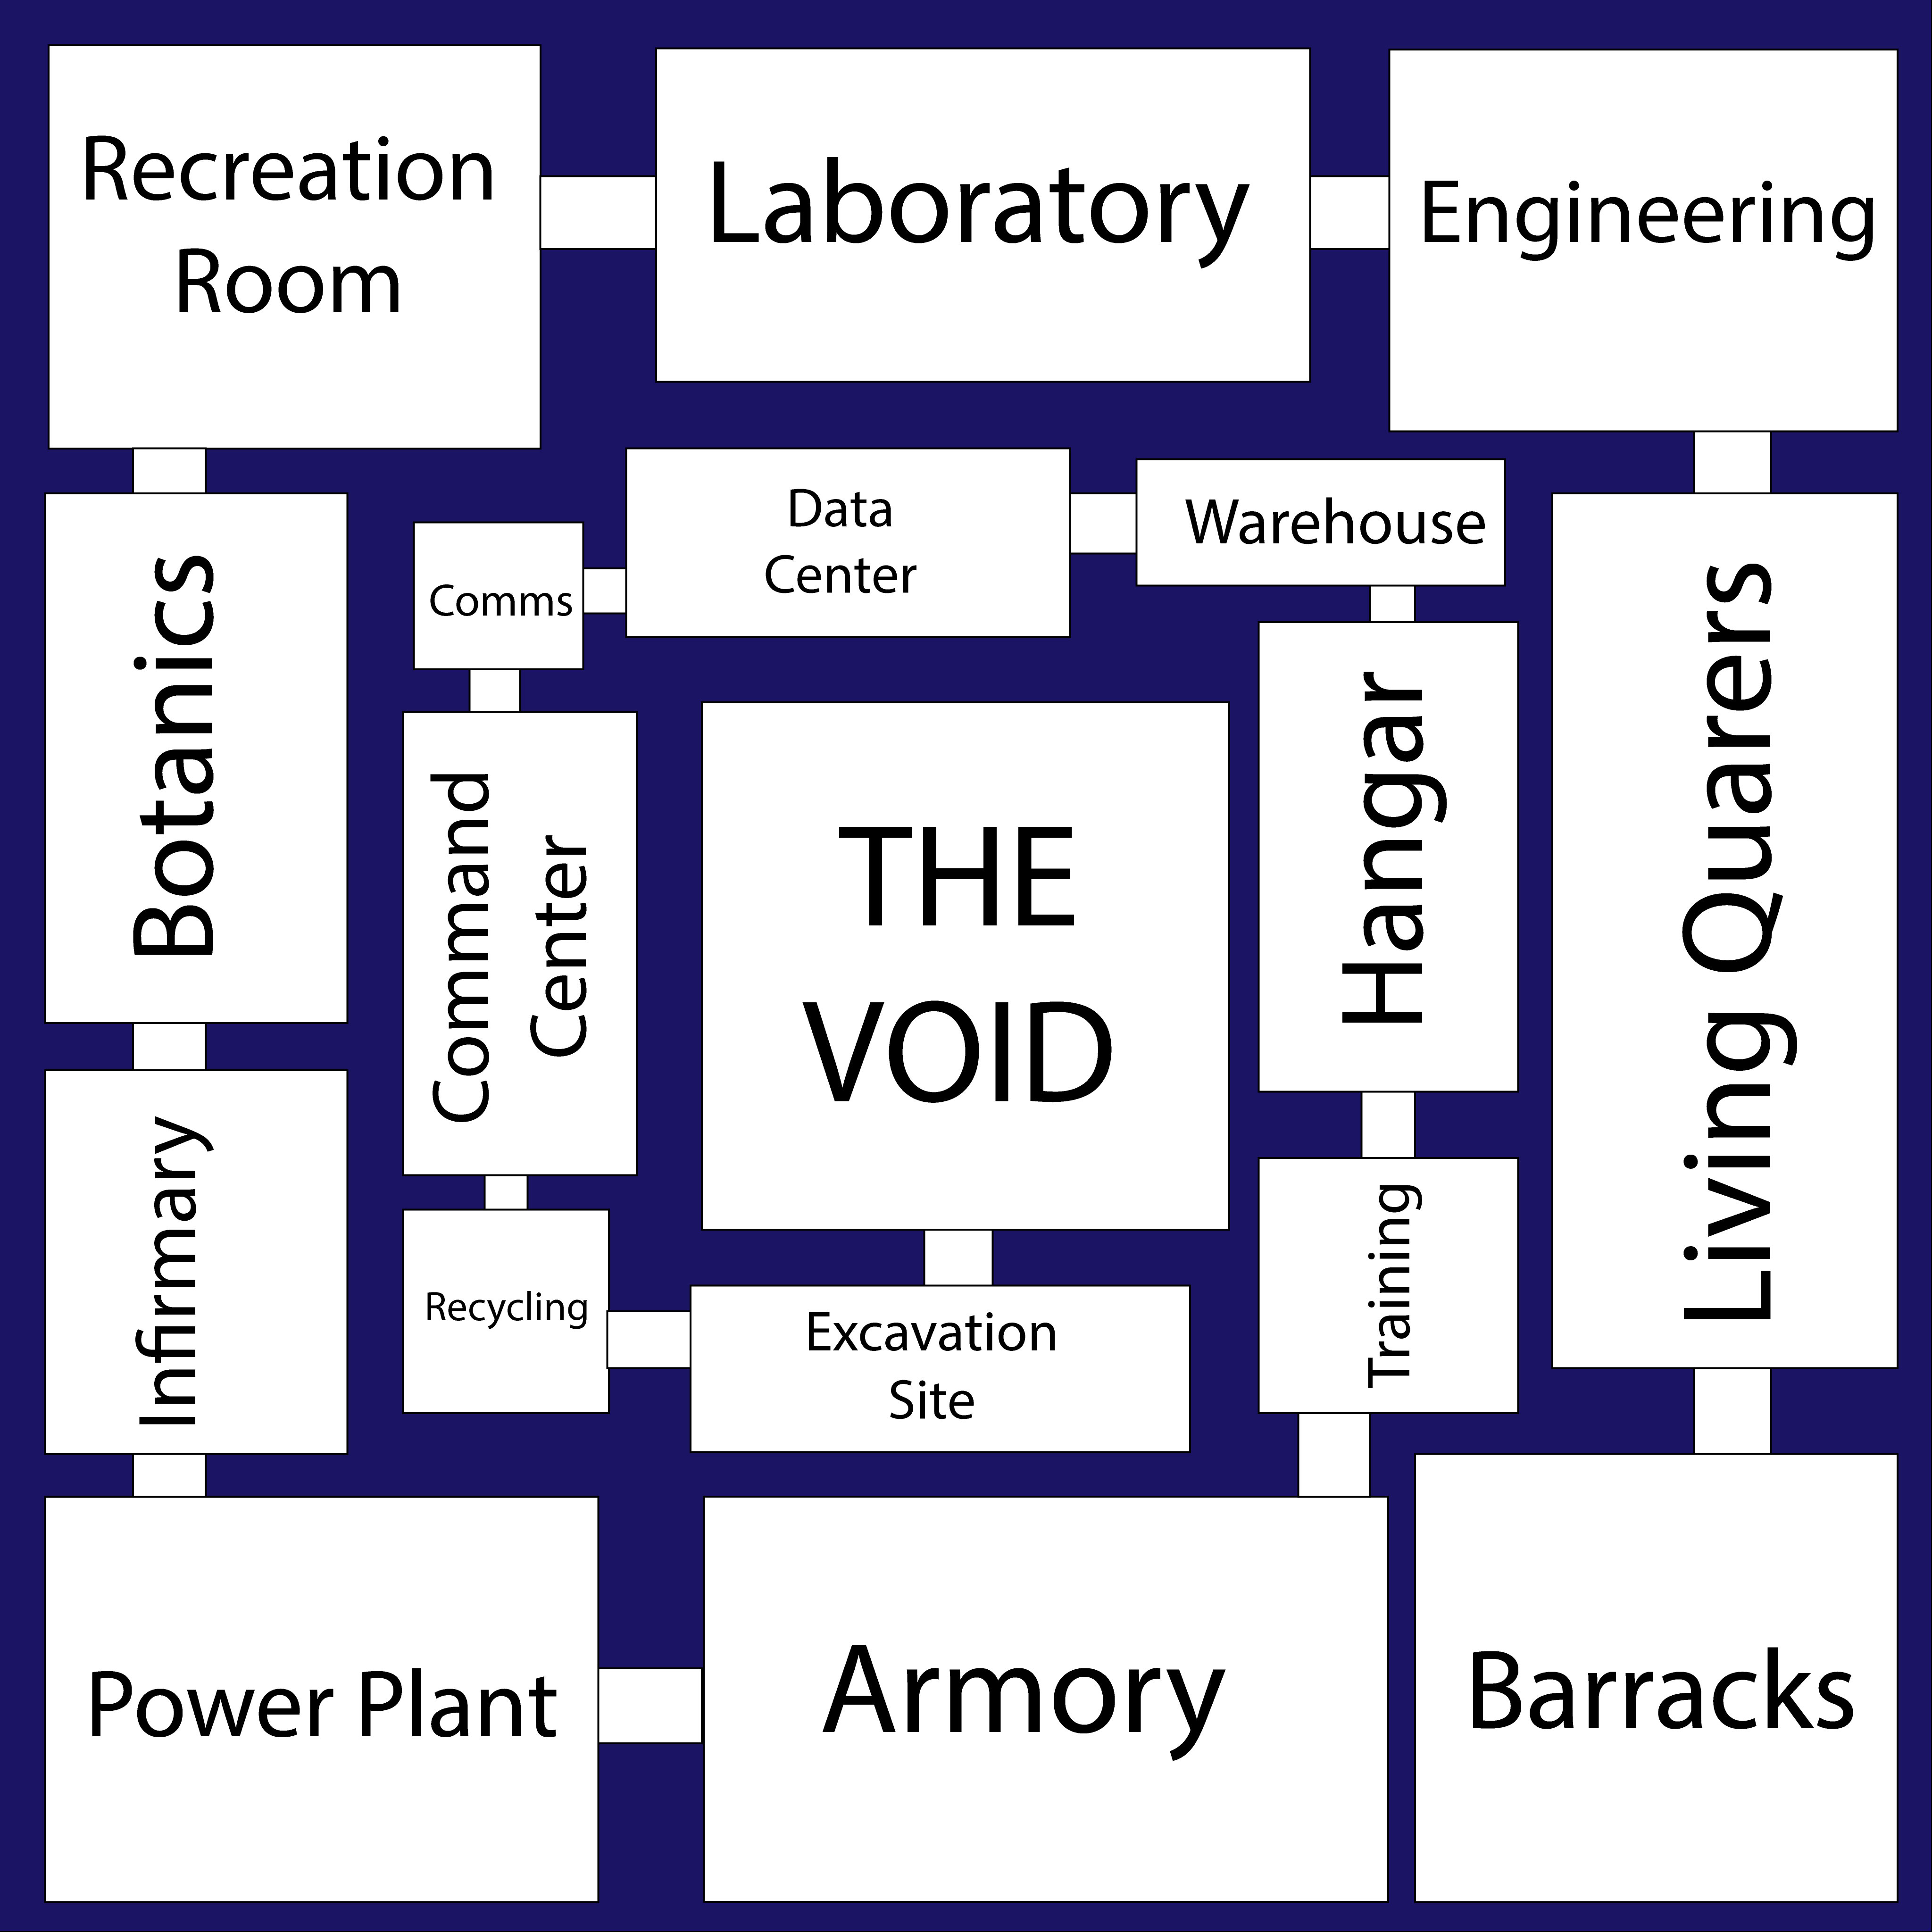 Recreation
Room
Laboratory
Engineering
Data
Center
Warehouse
Comms
Botanics
Command
Center
THE
VOID
Hangar
Living Quarers
Infirmary
Recycling
Excavation
Site
Training
Power Plant
Armory
Barracks